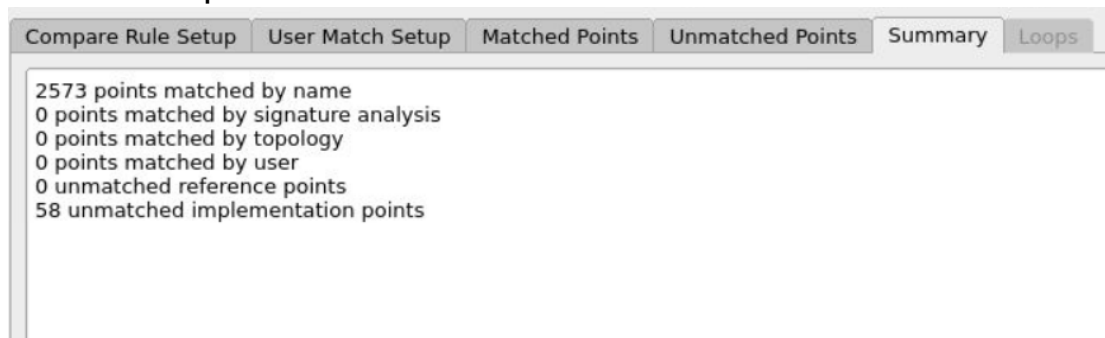 Compare Rule Setup User Match Setup Matched Points Unmatched Points Summary Loops
2573 points matched by name
0 points matched by signature analysis
0 points matched by topology
0 points matched by user
0 unmatched reference points
58 unmatched implementation points